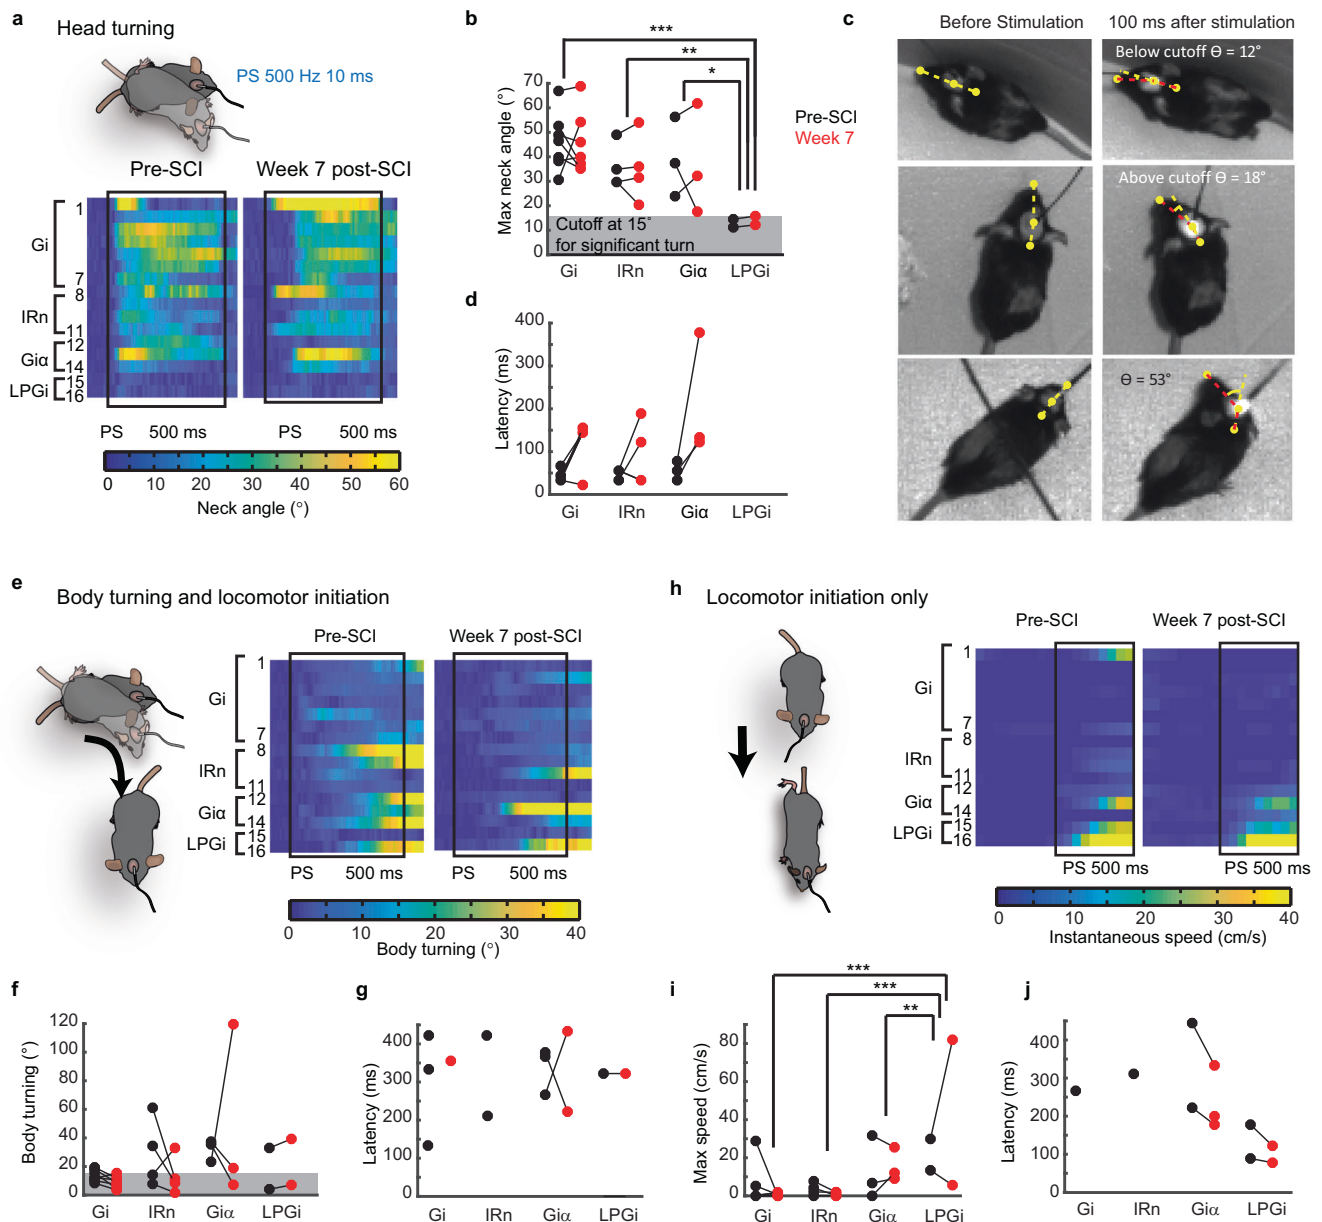 a
Head turning
PS 500 Hz 10 ms
Pre-SCI
Week 7 post-SCI
Gi
1
7
IRn
8
11
Giα
12
14
LPGi
15
16
PS 500 ms
PS 500 ms
0 10 20 30 40 50 60
Neck angle (°)
b
***
**
*
Max neck angle (°)
70
60
50
40
30
20
10
0
Cutoff at 15°
for significant turn
Gi IRn Giα LPGi
Pre-SCI
Week 7
c
Before Stimulation
100 ms after stimulation
Below cutoff Ө = 12°
Above cutoff Ө = 18°
Ө = 53°
d
Latency (ms)
400
300
200
100
0
Gi IRn Giα LPGi
e
Body turning and locomotor initiation
Pre-SCI
Week 7 post-SCI
Gi
1
7
IRn
8
11
Giα
12
14
LPGi
15
16
PS 500 ms
PS 500 ms
0 10 20 30 40
Body turning (°)
h
Locomotor initiation only
Pre-SCI
Week 7 post-SCI
Gi
1
7
IRn
8
11
Giα
12
14
LPGi
15
16
PS 500 ms
PS 500 ms
0 10 20 30 40
Instantaneous speed (cm/s)
f
Body turning (°)
120
100
80
60
40
20
0
Gi IRn Giα LPGi
g
Latency (ms)
400
300
200
100
0
Gi IRn Giα LPGi
i
***
***
**
Max speed (cm/s)
80
60
40
20
0
Gi IRn Giα LPGi
j
Latency (ms)
400
300
200
100
0
Gi IRn Giα LPGi